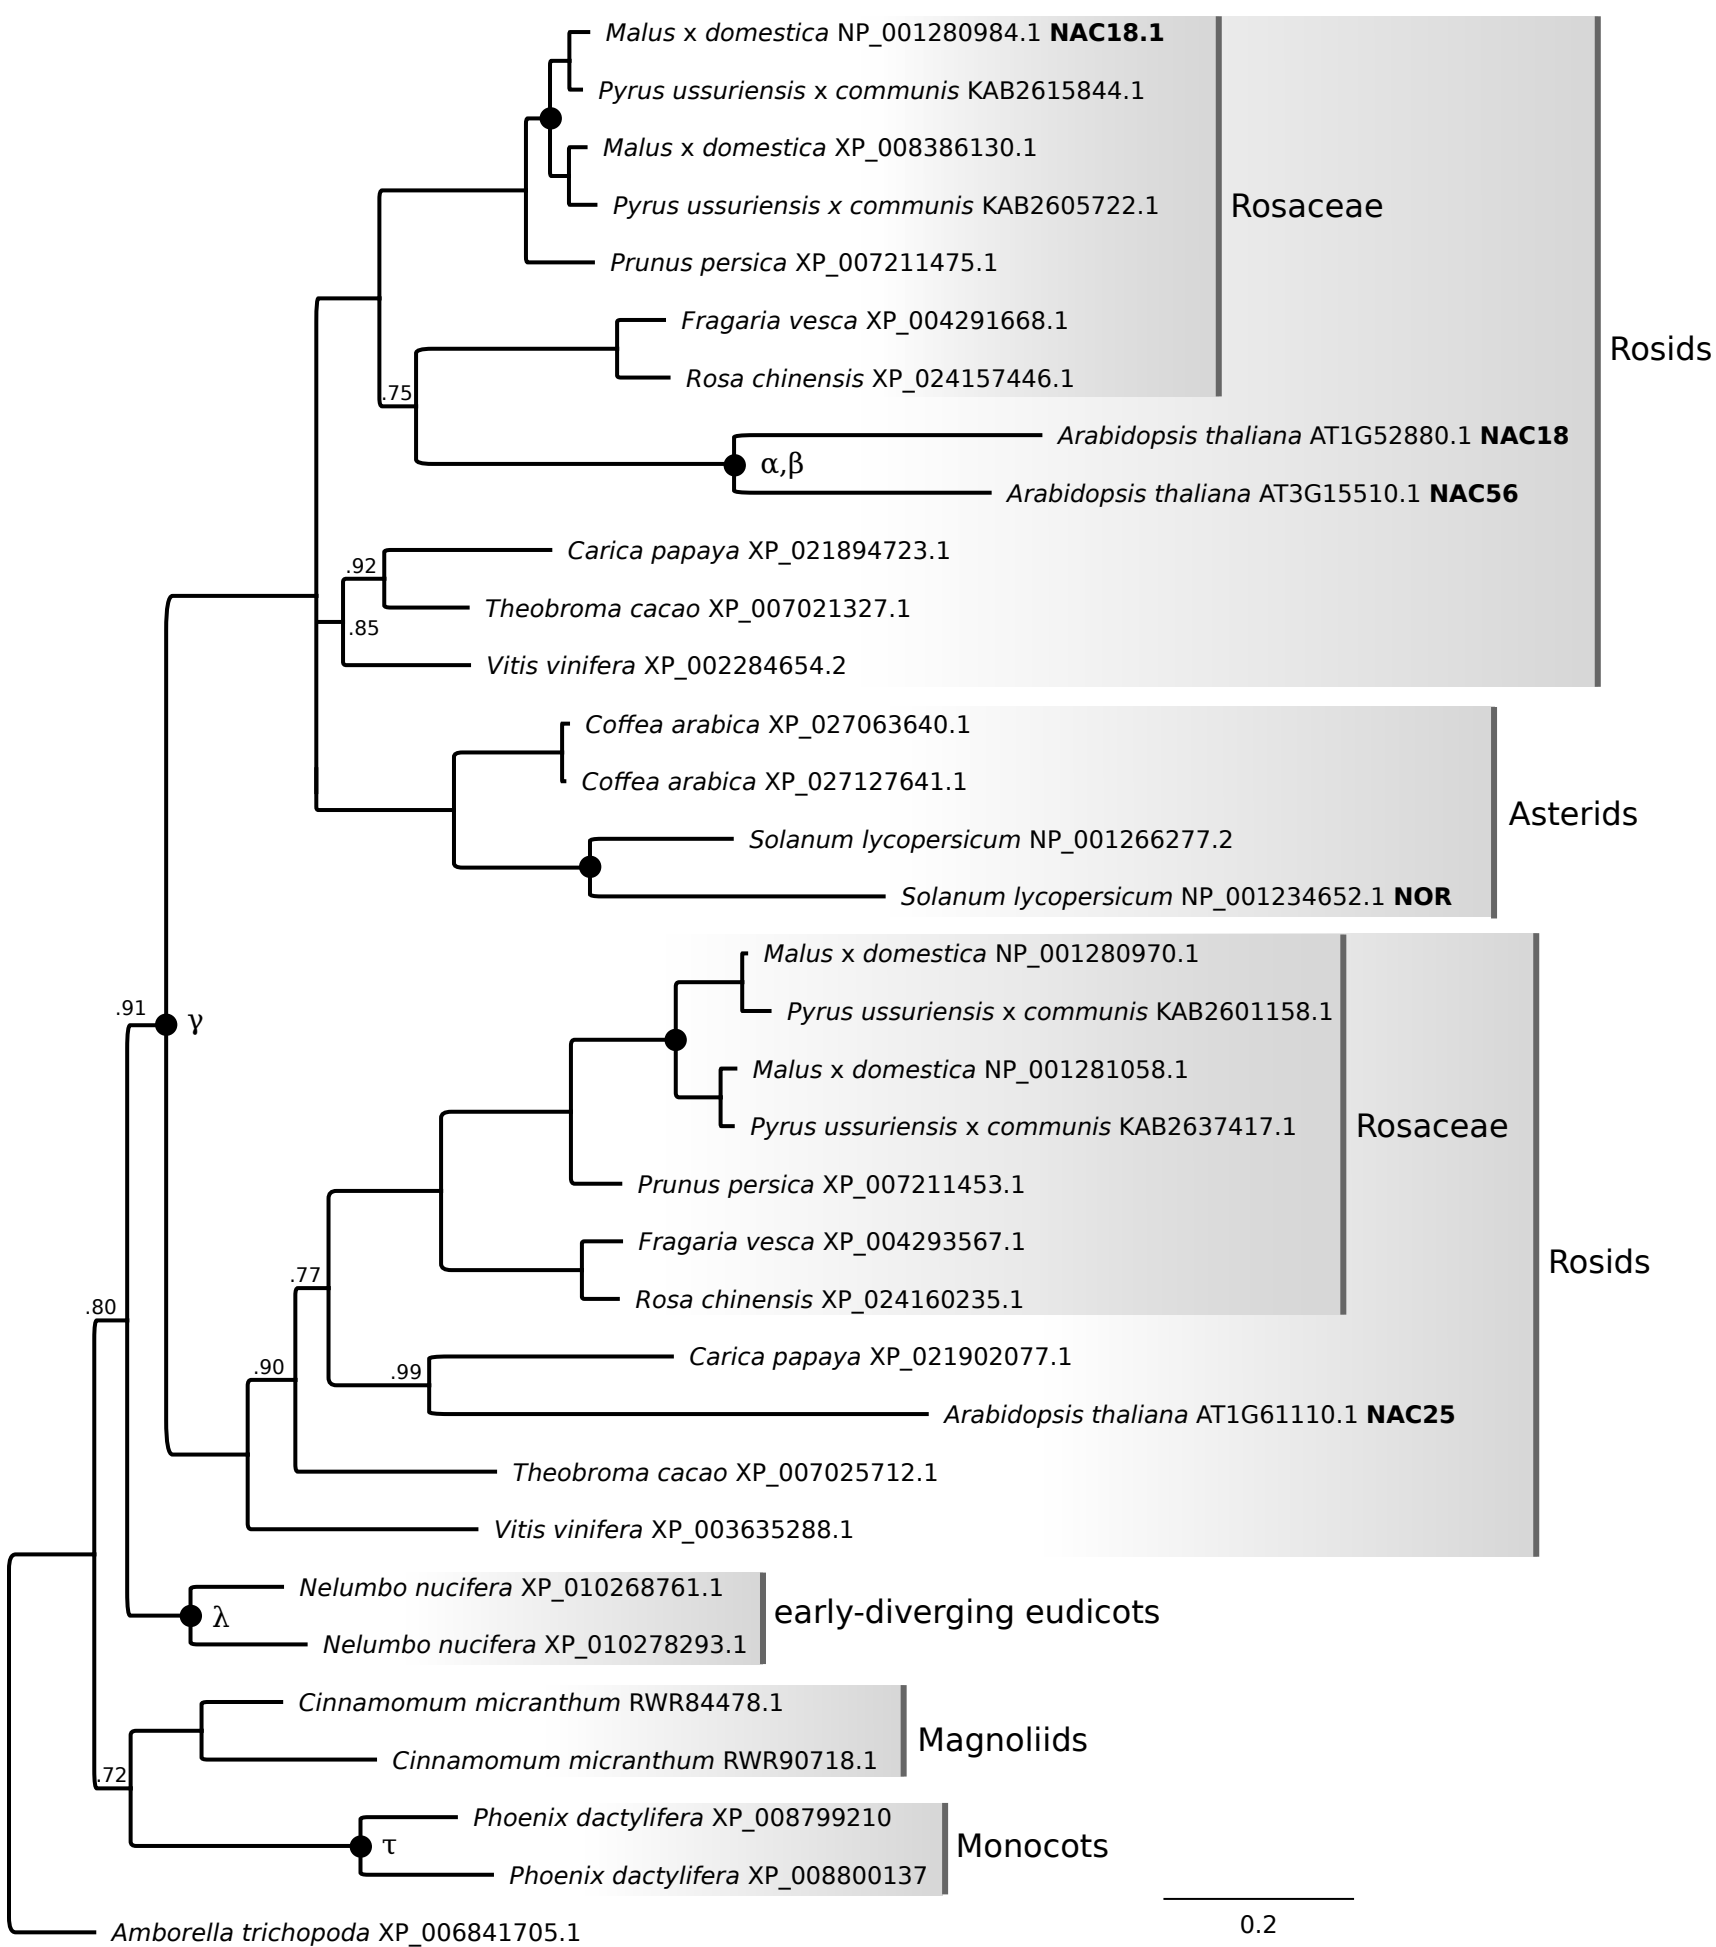 Malus x domestica NP_001280984.1 NAC18.1
Pyrus ussuriensis x communis KAB2615844.1
Malus x domestica XP_008386130.1
Pyrus ussuriensis x communis KAB2605722.1
Rosaceae
Prunus persica XP_007211475.1
Fragaria vesca XP_004291668.1
Rosids
Rosa chinensis XP_024157446.1
.75
Arabidopsis thaliana AT1G52880.1 NAC18
α,β
Arabidopsis thaliana AT3G15510.1 NAC56
Carica papaya XP_021894723.1
.92
Theobroma cacao XP_007021327.1
.85
Vitis vinifera XP_002284654.2
Coffea arabica XP_027063640.1
Coffea arabica XP_027127641.1
Asterids
Solanum lycopersicum NP_001266277.2
Solanum lycopersicum NP_001234652.1 NOR
Malus x domestica NP_001280970.1
.91
γ
Pyrus ussuriensis x communis KAB2601158.1
Malus x domestica NP_001281058.1
Pyrus ussuriensis x communis KAB2637417.1
Rosaceae
Prunus persica XP_007211453.1
Fragaria vesca XP_004293567.1
Rosids
.77
Rosa chinensis XP_024160235.1
.80
Carica papaya XP_021902077.1
.90
.99
Arabidopsis thaliana AT1G61110.1 NAC25
Theobroma cacao XP_007025712.1
Vitis vinifera XP_003635288.1
Nelumbo nucifera XP_010268761.1
λ
early-diverging eudicots
Nelumbo nucifera XP_010278293.1
Cinnamomum micranthum RWR84478.1
Magnoliids
Cinnamomum micranthum RWR90718.1
.72
Phoenix dactylifera XP_008799210
τ
Monocots
Phoenix dactylifera XP_008800137
0.2
Amborella trichopoda XP_006841705.1